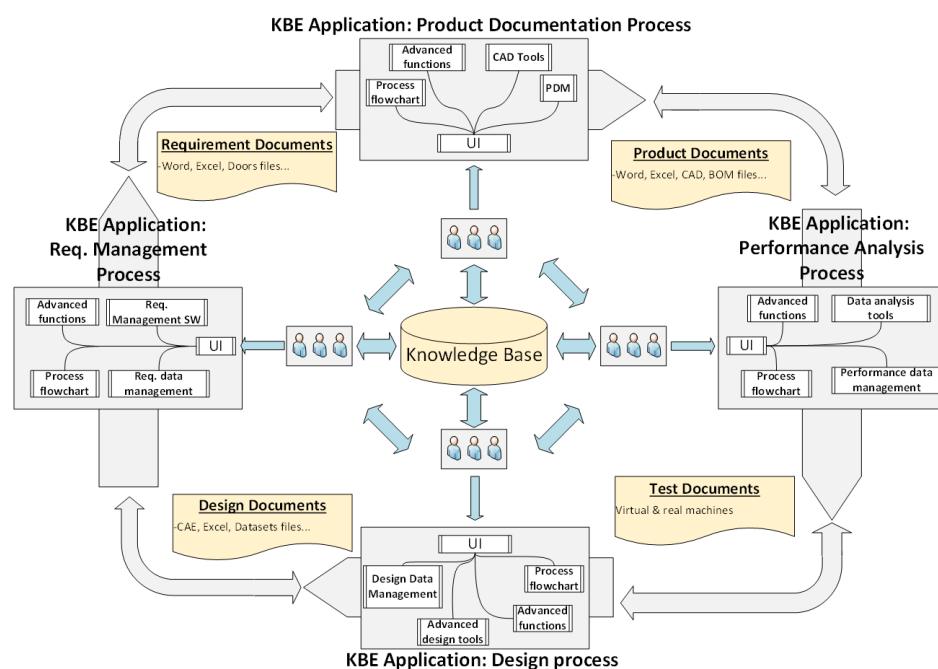 KBE Application: Product Documentation Process
Advanced
functions
CAD Tools
Process
flowchart
PDM
UI
Requirement Documents
-Word, Excel, Doors files...
Product Documents
-Word, Excel, CAD, BOM files...
KBE Application:
Req. Management
Process
Advanced
functions
Req.
Management SW
UI
Process
flowchart
Req. data
management
Knowledge Base
KBE Application:
Performance Analysis
Process
Advanced
functions
Data analysis
tools
UI
Process
flowchart
Performance data
management
Design Documents
-CAE, Excel, Datasets files...
Test Documents
Virtual & real machines
UI
Design Data
Management
Process
flowchart
Advanced
design tools
Advanced
functions
KBE Application: Design process